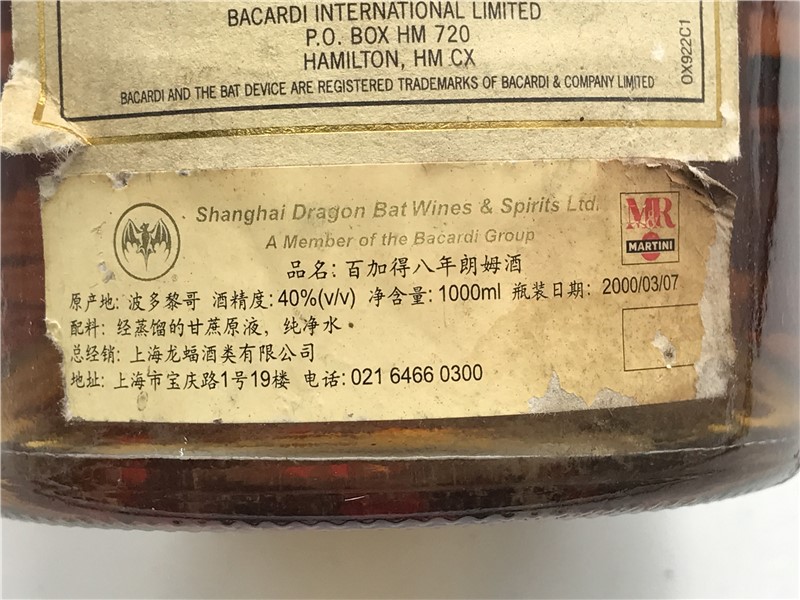 BACARDI INTERNATIONAL LIMITED
P.O. BOX HM 720
HAMILTON, HM CX
BACARDI AND THE BAT DEVICE ARE REGISTERED TRADEMARKS OF BACARDI & COMPANY LIMITED
OX922C1
Shanghai Dragon Bat Wines & Spirits Ltd.
A Member of the Bacardi Group
MR
MARTINI
品名: 百加得八年朗姆酒
原产地: 波多黎哥 酒精度: 40%(v/v) 净含量: 1000ml 瓶装日期: 2000/03/07
配料: 经蒸馏的甘蔗原液, 纯净水。
总经销: 上海龙蝠酒类有限公司
地址: 上海市宝庆路1号19楼 电话: 021 6466 0300